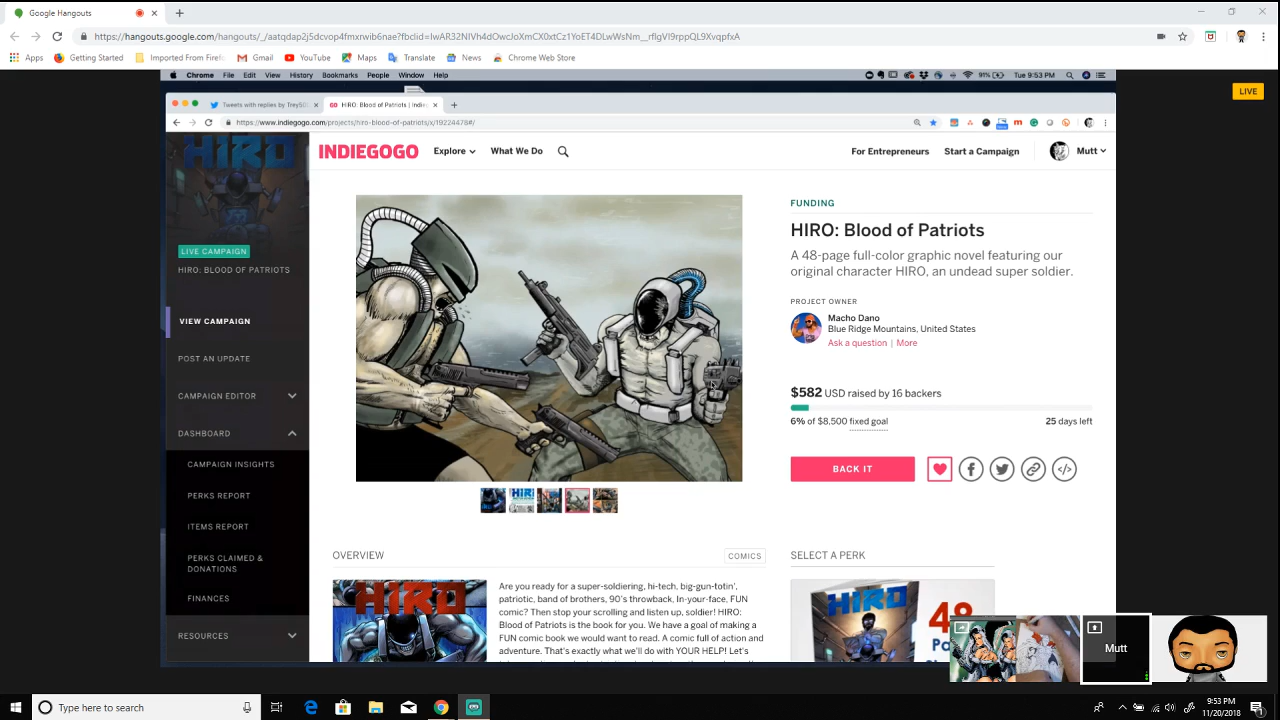 Google Hangouts
https://hangouts.google.com/hangouts/_/aatqdap2j5dcvop4fmxrwib6nae?fbclid=IwAR32NIVh4dOwcJoXmCX0xtCz1YoET4DLwWsNm__rfIgVI9rppQL9XvqpfxA
Apps Getting Started Imported From Firef Gmail YouTube Maps Translate News Chrome Web Store
Chrome File Edit View History Bookmarks People Window Help 91% Tue 9:53 PM
LIVE
HIRO: Blood of Patriots | Indie
https://www.indiegogo.com/projects/hiro-blood-of-patriots/x/19224478#/
HIRO
INDIEGOGO Explore What We Do For Entrepreneurs Start a Campaign Mutt
LIVE CAMPAIGN
HIRO: BLOOD OF PATRIOTS
VIEW CAMPAIGN
POST AN UPDATE
CAMPAIGN EDITOR
DASHBOARD
CAMPAIGN INSIGHTS
PERKS REPORT
ITEMS REPORT
PERKS CLAIMED &
DONATIONS
FINANCES
RESOURCES
FUNDING
HIRO: Blood of Patriots
A 48-page full-color graphic novel featuring our
original character HIRO, an undead super soldier.
PROJECT OWNER
Macho Dano
Blue Ridge Mountains, United States
Ask a question | More
$582 USD raised by 16 backers
6% of $8,500 fixed goal 25 days left
BACK IT
OVERVIEW COMICS
HIRO
Are you ready for a super-soldiering, hi-tech, big-gun-totin',
patriotic, band of brothers, 90's throwback, In-your-face, FUN
comic? Then stop your scrolling and listen up, soldier! HIRO:
Blood of Patriots is the book for you. We have a goal of making a
FUN comic book we would want to read. A comic full of action and
adventure. That's exactly what we'll do with YOUR HELP! Let's
SELECT A PERK
HIRO
48
Mutt
Type here to search
9:53 PM
11/20/2018